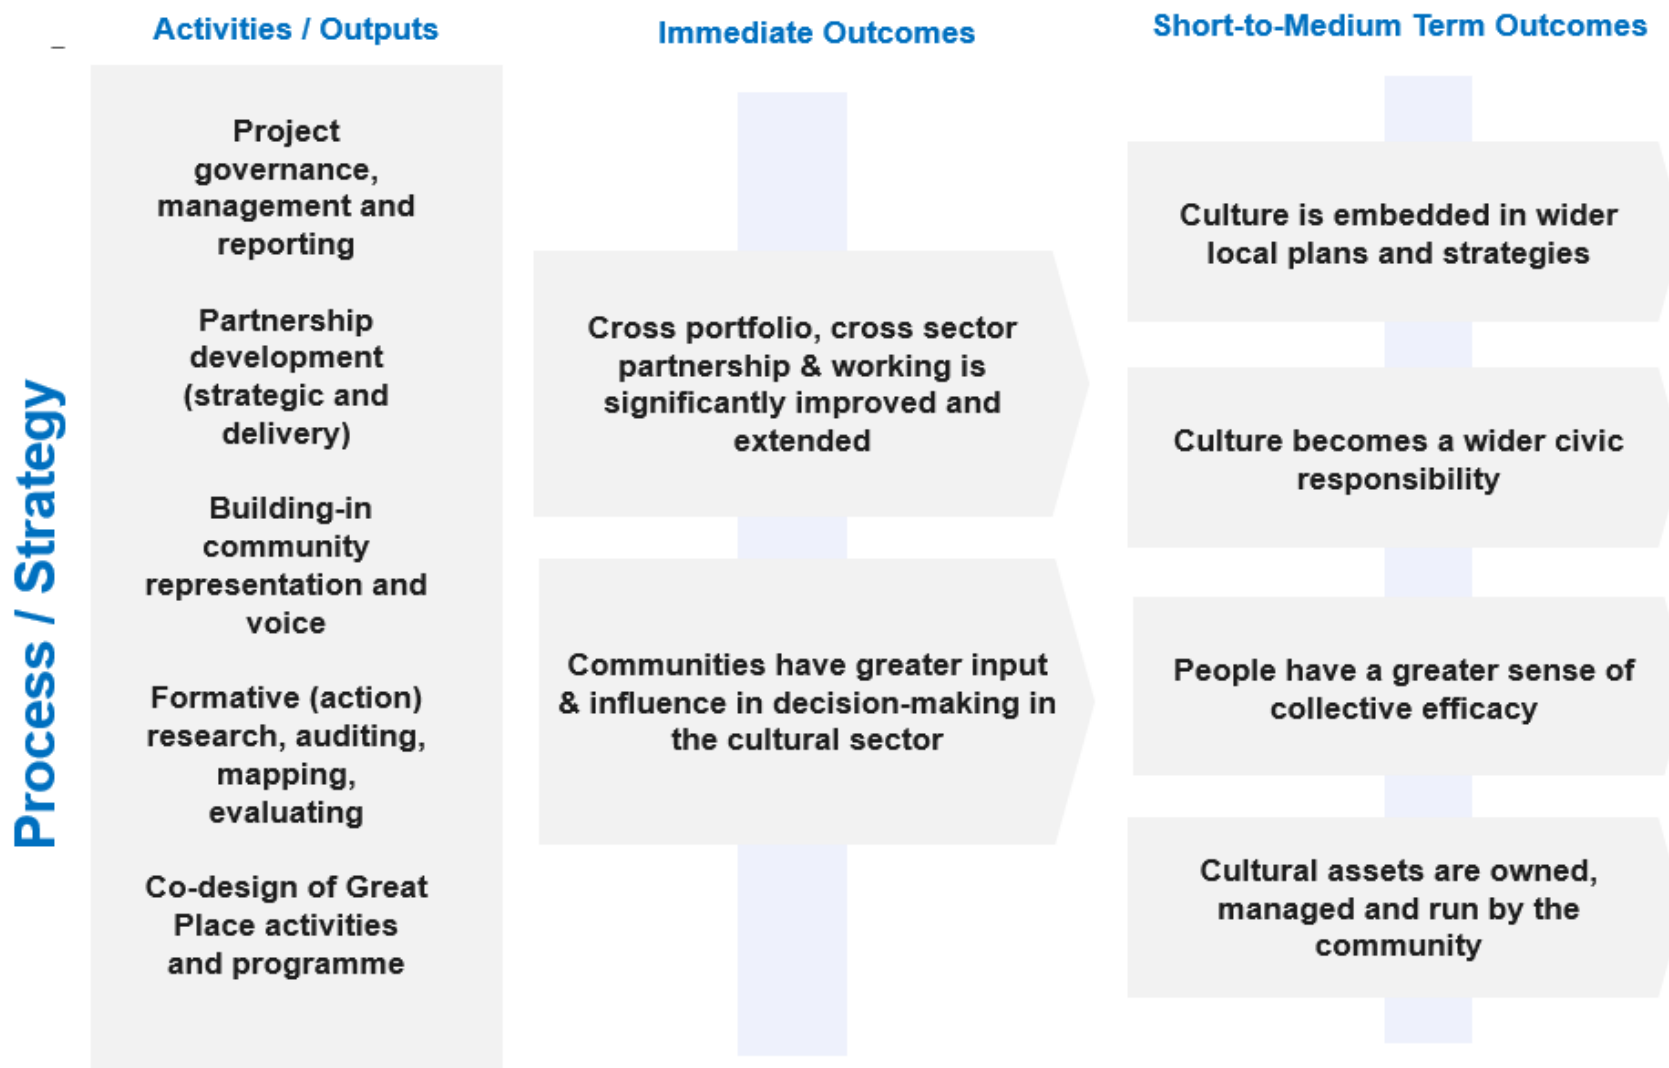 Activities / Outputs
Immediate Outcomes
Short-to-Medium Term Outcomes
Process / Strategy
Project
governance,
management and
reporting
Partnership
development
(strategic and
delivery)
Building-in
community
representation and
voice
Formative (action)
research, auditing,
mapping,
evaluating
Co-design of Great
Place activities
and programme
Cross portfolio, cross sector
partnership & working is
significantly improved and
extended
Communities have greater input
& influence in decision-making in
the cultural sector
Culture is embedded in wider
local plans and strategies
Culture becomes a wider civic
responsibility
People have a greater sense of
collective efficacy
Cultural assets are owned,
managed and run by the
community